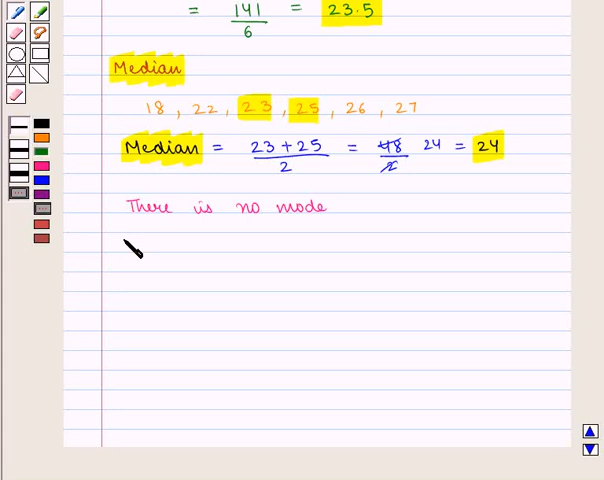 = 141/6 = 23.5
Median
18 , 22 , 23 , 25 , 26 , 27
Median = 23 + 25 / 2 = 48/2 24 = 24
There is no mode